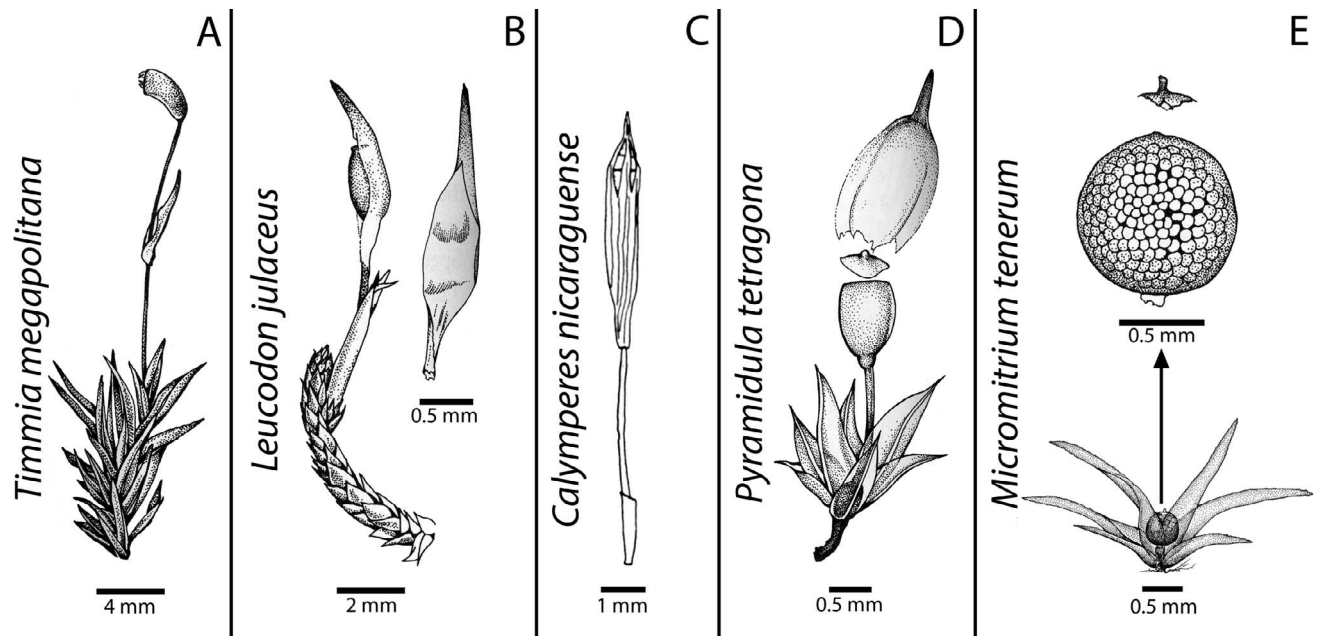 A
Timmia megapolitana
4 mm
B
Leucodon julaceus
0.5 mm
2 mm
C
Calymperes nicaraguense
1 mm
D
Pyramidula tetragona
0.5 mm
E
Micromitrium tenerum
0.5 mm
0.5 mm